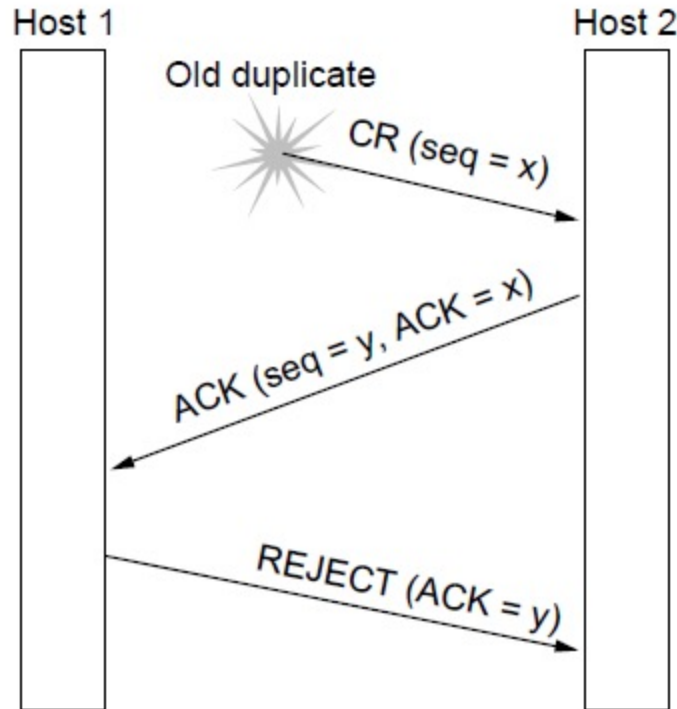 Host 1
Host 2
Old duplicate
CR (seq = x)
ACK (seq = y, ACK = x)
REJECT (ACK = y)